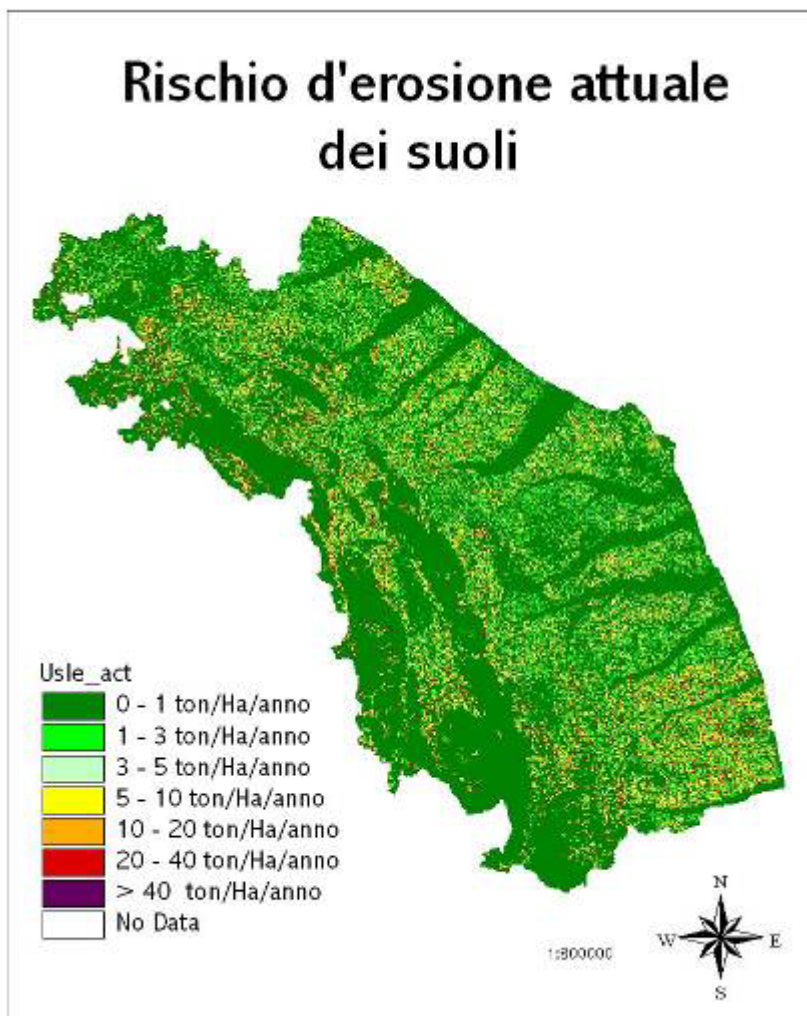 Rischio d'erosione attuale
dei suoli
Usle_act
0 - 1 ton/Ha/anno
1 - 3 ton/Ha/anno
3 - 5 ton/Ha/anno
5 - 10 ton/Ha/anno
10 - 20 ton/Ha/anno
20 - 40 ton/Ha/anno
> 40 ton/Ha/anno
No Data
1:800000
N
W E
S